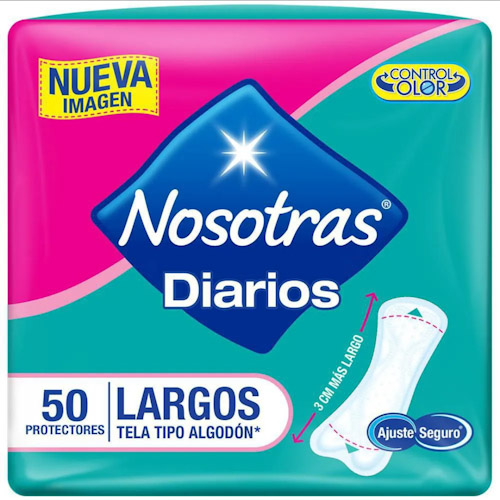 NUEVA
IMAGEN
CONTROL
OLOR
Nosotras®
Diarios
3 CM MÁS LARGO
50
PROTECTORES
LARGOS
TELA TIPO ALGODÓN*
Ajuste Seguro®